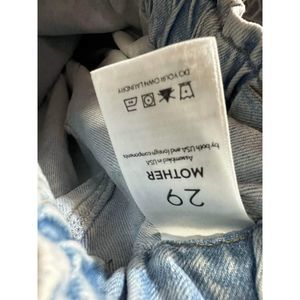 29
MOTHER
Assembled in USA
by both USA and foreign components
DO YOUR OWN LAUNDRY